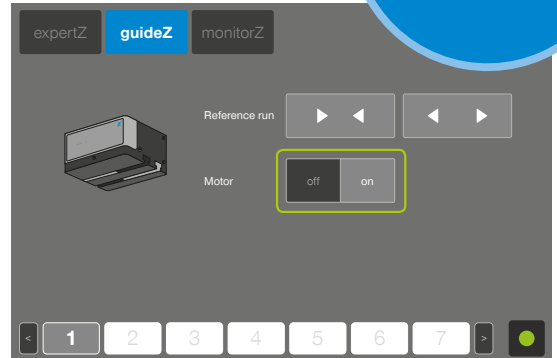 expertZ guideZ monitorZ
Reference run
Motor off on
< 1 2 3 4 5 6 7 >